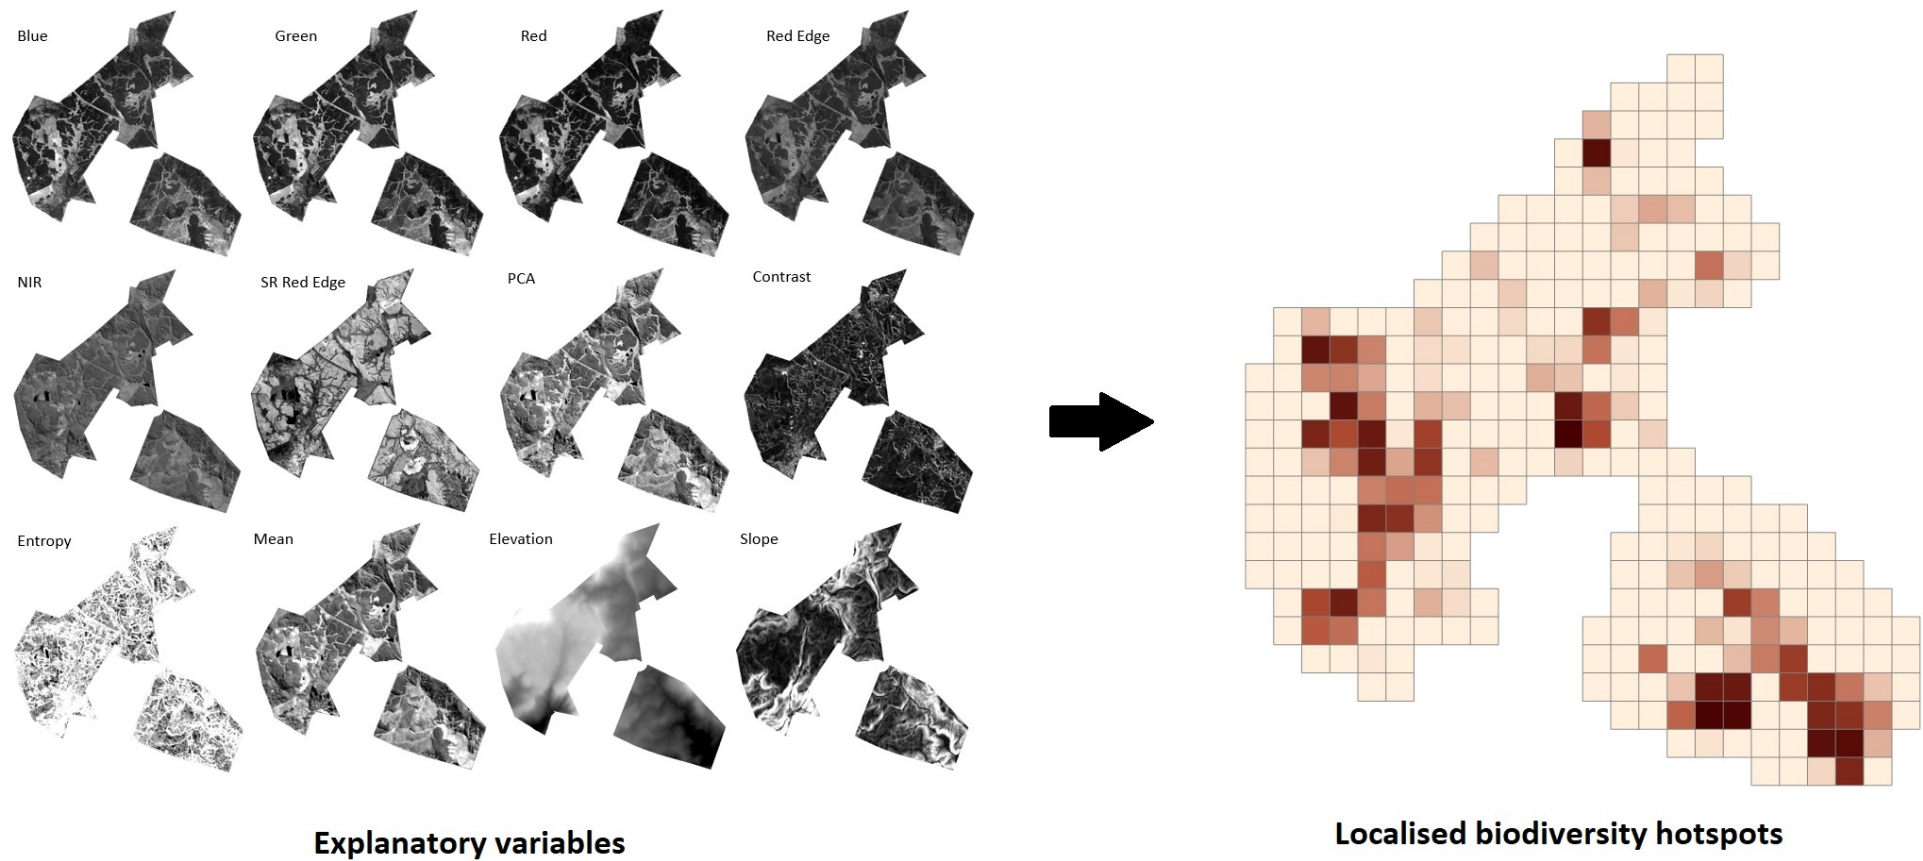 Blue
Green
Red
Red Edge
NIR
SR Red Edge
PCA
Contrast
Entropy
Mean
Elevation
Slope
Explanatory variables
Localised biodiversity hotspots